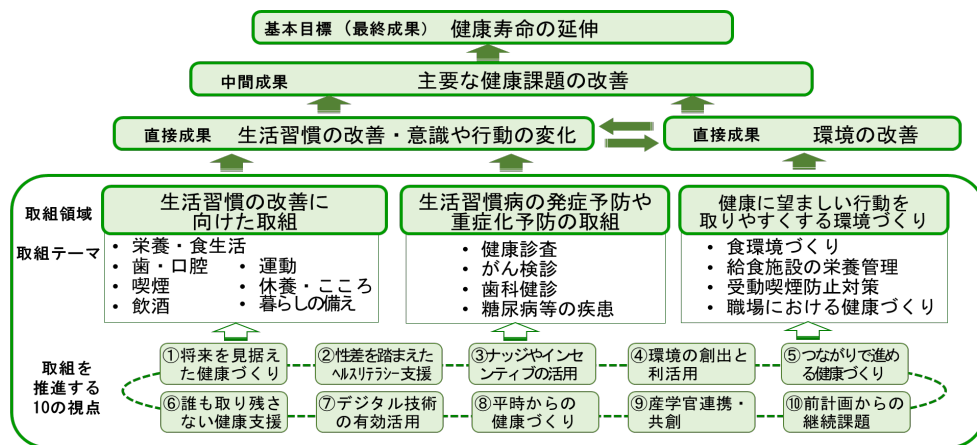 基本目標（最終成果） 健康寿命の延伸
中間成果 主要な健康課題の改善
直接成果 生活習慣の改善・意識や行動の変化
直接成果 環境の改善
取組領域
生活習慣の改善に
向けた取組
生活習慣病の発症予防や
重症化予防の取組
健康に望ましい行動を
取りやすくする環境づくり
取組テーマ
• 栄養・食生活
• 歯・口腔
• 喫煙
• 飲酒
• 運動
• 休養・こころ
• 暮らしの備え
• 健康診査
• がん検診
• 歯科健診
• 糖尿病等の疾患
• 食環境づくり
• 給食施設の栄養管理
• 受動喫煙防止対策
• 職場における健康づくり
取組を
推進する
10の視点
①将来を見据え
た健康づくり
②性差を踏まえた
ヘルスリテラシー支援
③ナッジやインセ
ンティブの活用
④環境の創出と
利活用
⑤つながりで進め
る健康づくり
⑥誰も取り残さ
ない健康支援
⑦デジタル技術
の有効活用
⑧平時からの
健康づくり
⑨産学官連携・
共創
⑩前計画からの
継続課題